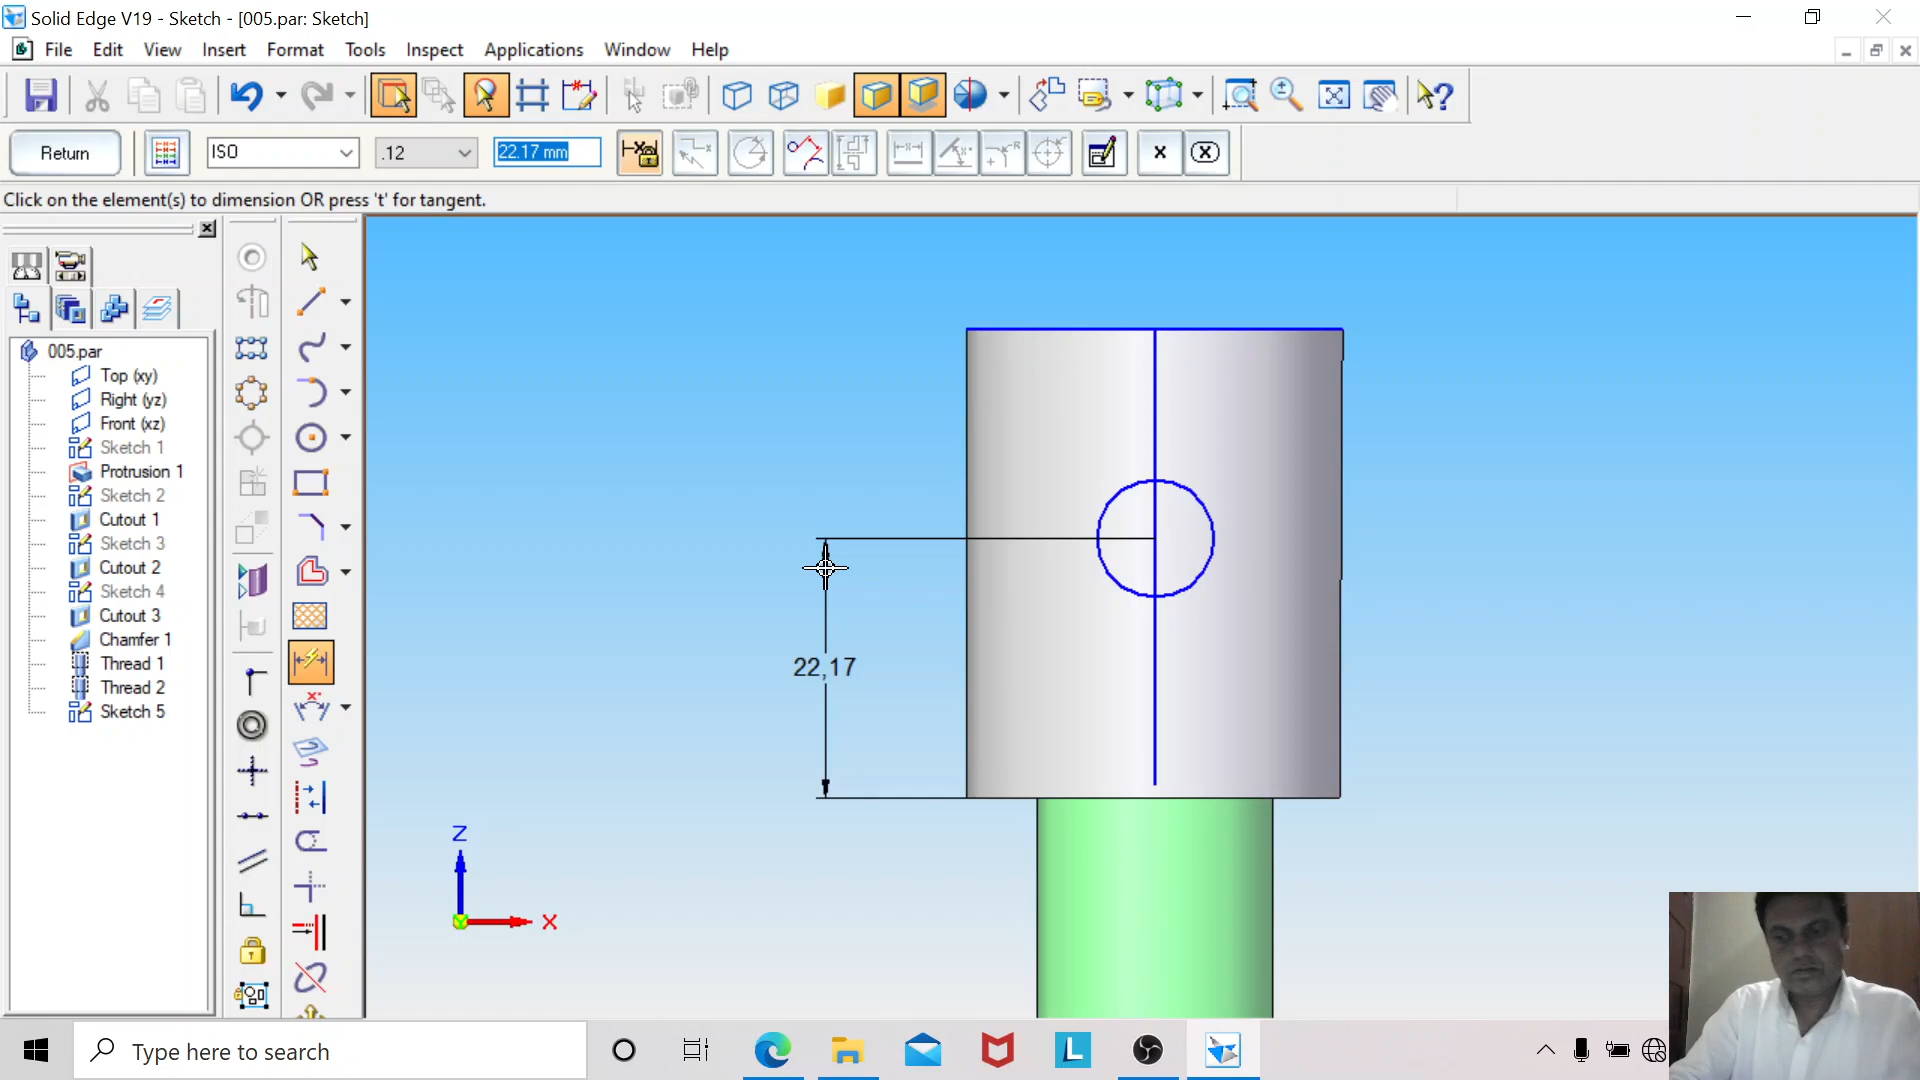 Solid Edge V19 - Sketch - [005.par: Sketch]
File Edit View Insert Format Tools Inspect Applications Window Help
Return ISO .12 22.17 mm
Click on the element(s) to dimension OR press 't' for tangent.
005.par
Top (xy)
Right (yz)
Front (xz)
Sketch 1
Protrusion 1
Sketch 2
Cutout 1
Sketch 3
Cutout 2
Sketch 4
Cutout 3
Chamfer 1
Thread 1
Thread 2
Sketch 5
22,17
Z
X
Type here to search